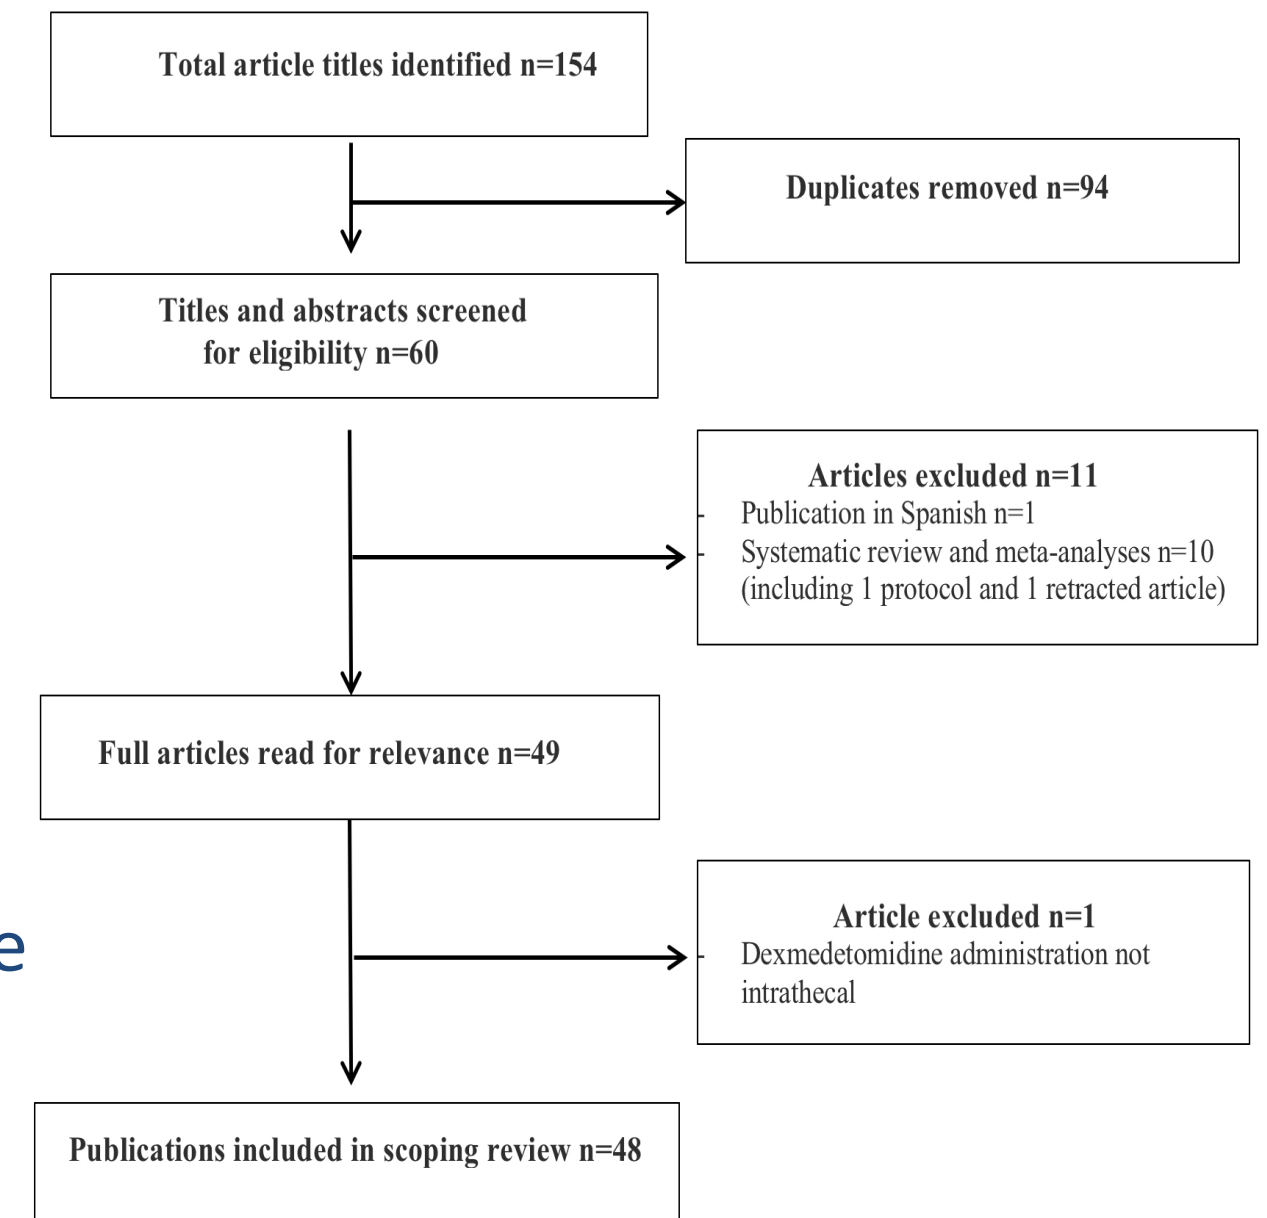 Total article titles identified n=154
Duplicates removed n=94
Titles and abstracts screened
for eligibility n=60
Articles excluded n=11
- Publication in Spanish n=1
- Systematic review and meta-analyses n=10
(including 1 protocol and 1 retracted article)
Full articles read for relevance n=49
Article excluded n=1
- Dexmedetomidine administration not
intrathecal
e
Publications included in scoping review n=48